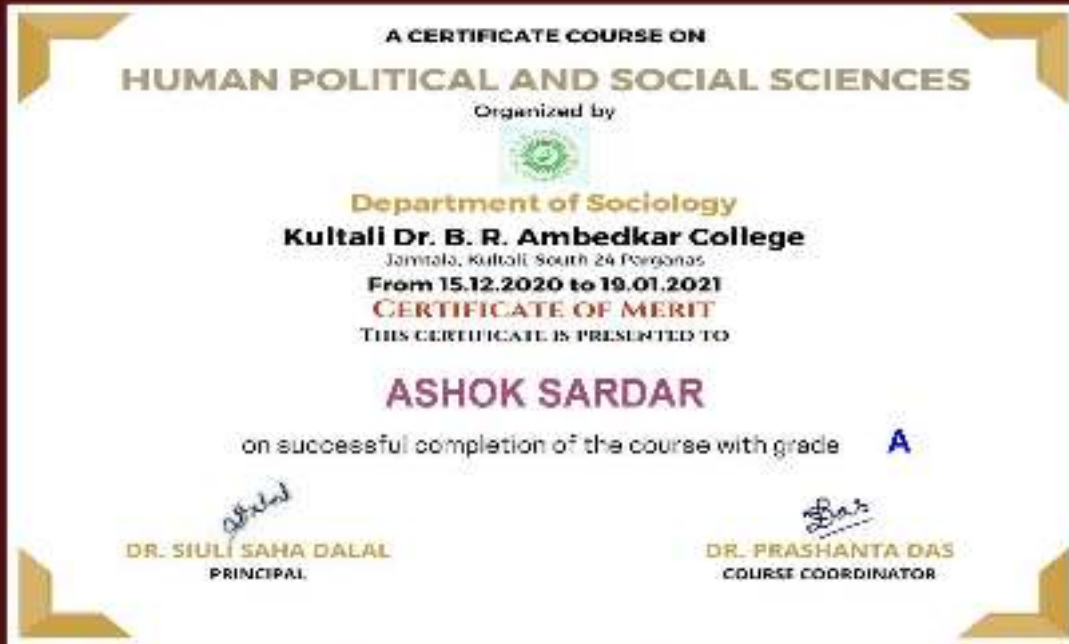 A CERTIFICATE COURSE ON
HUMAN POLITICAL AND SOCIAL SCIENCES
Organized by
Department of Sociology
Kultali Dr. B. R. Ambedkar College
Jamtala, Kultali, South 24 Parganas
From 15.12.2020 to 19.01.2021
CERTIFICATE OF MERIT
THIS CERTIFICATE IS PRESENTED TO
ASHOK SARDAR
on successful completion of the course with grade A
DR. SIULI SAHA DALAL
PRINCIPAL
Das
DR. PRASHANTA DAS
COURSE COORDINATOR